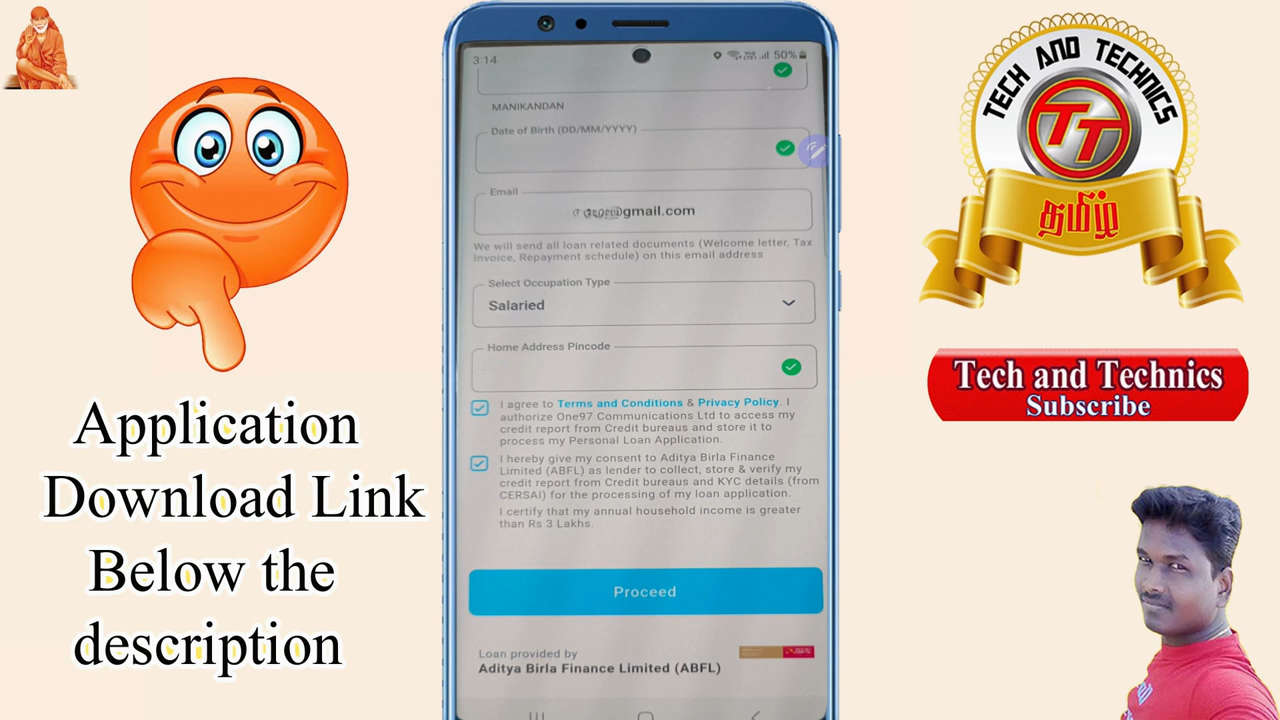 3:14
50%
MANIKANDAN
Date of Birth (DD/MM/YYYY)
Email
@gmail.com
We will send all loan related documents (Welcome letter, Tax
Invoice, Repayment schedule) on this email address
Select Occupation Type
Salaried
Home Address Pincode
I agree to Terms and Conditions & Privacy Policy. I
authorize One97 Communications Ltd to access my
credit report from Credit bureaus and store it to
process my Personal Loan Application.
I hereby give my consent to Aditya Birla Finance
Limited (ABFL) as lender to collect, store & verify my
credit report from Credit bureaus and KYC details (from
CERSAI) for the processing of my loan application.
I certify that my annual household income is greater
than Rs 3 Lakhs.
Proceed
Loan provided by
Aditya Birla Finance Limited (ABFL)
Application
Download Link
Below the
description
TECH AND TECHNICS
TT
தமிழ்
Tech and Technics
Subscribe